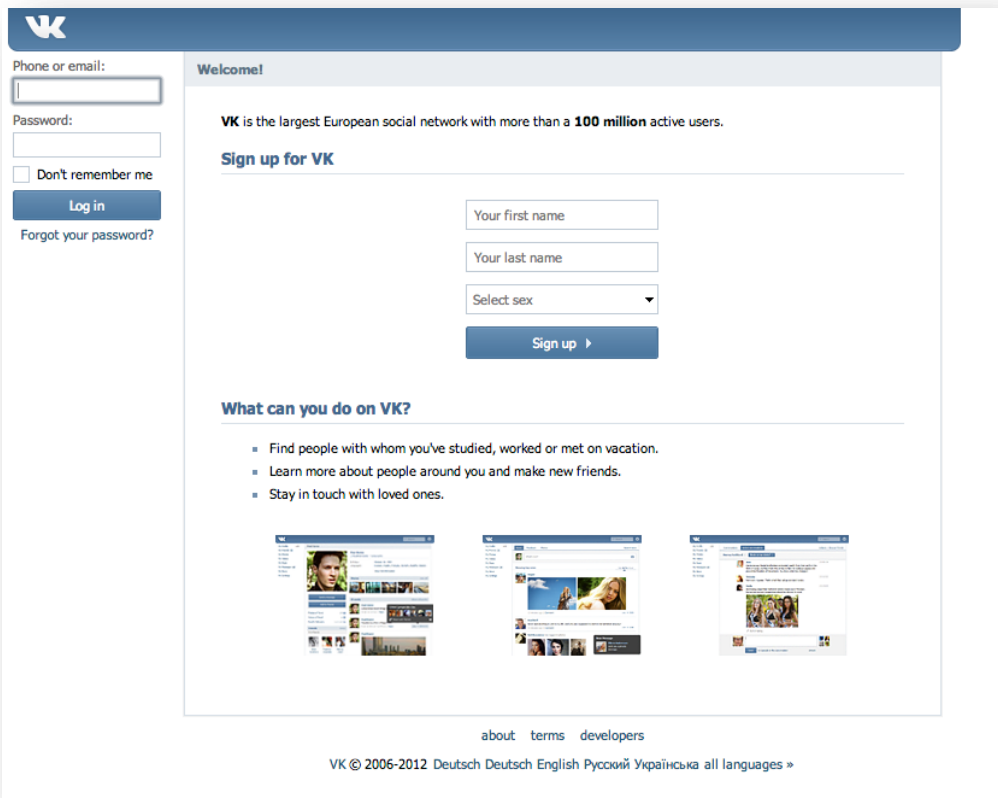 VK
Phone or email:
Password:
Don't remember me
Log in
Forgot your password?
Welcome!
VK is the largest European social network with more than a 100 million active users.
Sign up for VK
Your first name
Your last name
Select sex
Sign up
What can you do on VK?
Find people with whom you've studied, worked or met on vacation.
Learn more about people around you and make new friends.
Stay in touch with loved ones.
about terms developers
VK © 2006-2012 Deutsch Deutsch English Русский Українська all languages »